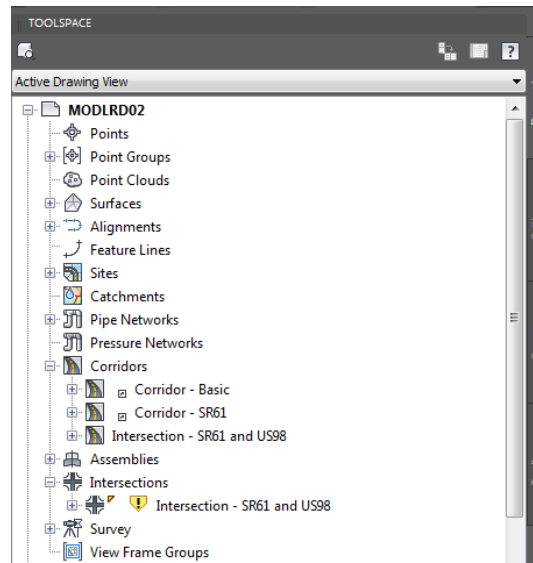 TOOLSPACE
?
Active Drawing View
MODLRD02
Points
Point Groups
Point Clouds
Surfaces
Alignments
Feature Lines
Sites
Catchments
Pipe Networks
Pressure Networks
Corridors
Corridor - Basic
Corridor - SR61
Intersection - SR61 and US98
Assemblies
Intersections
Intersection - SR61 and US98
Survey
View Frame Groups